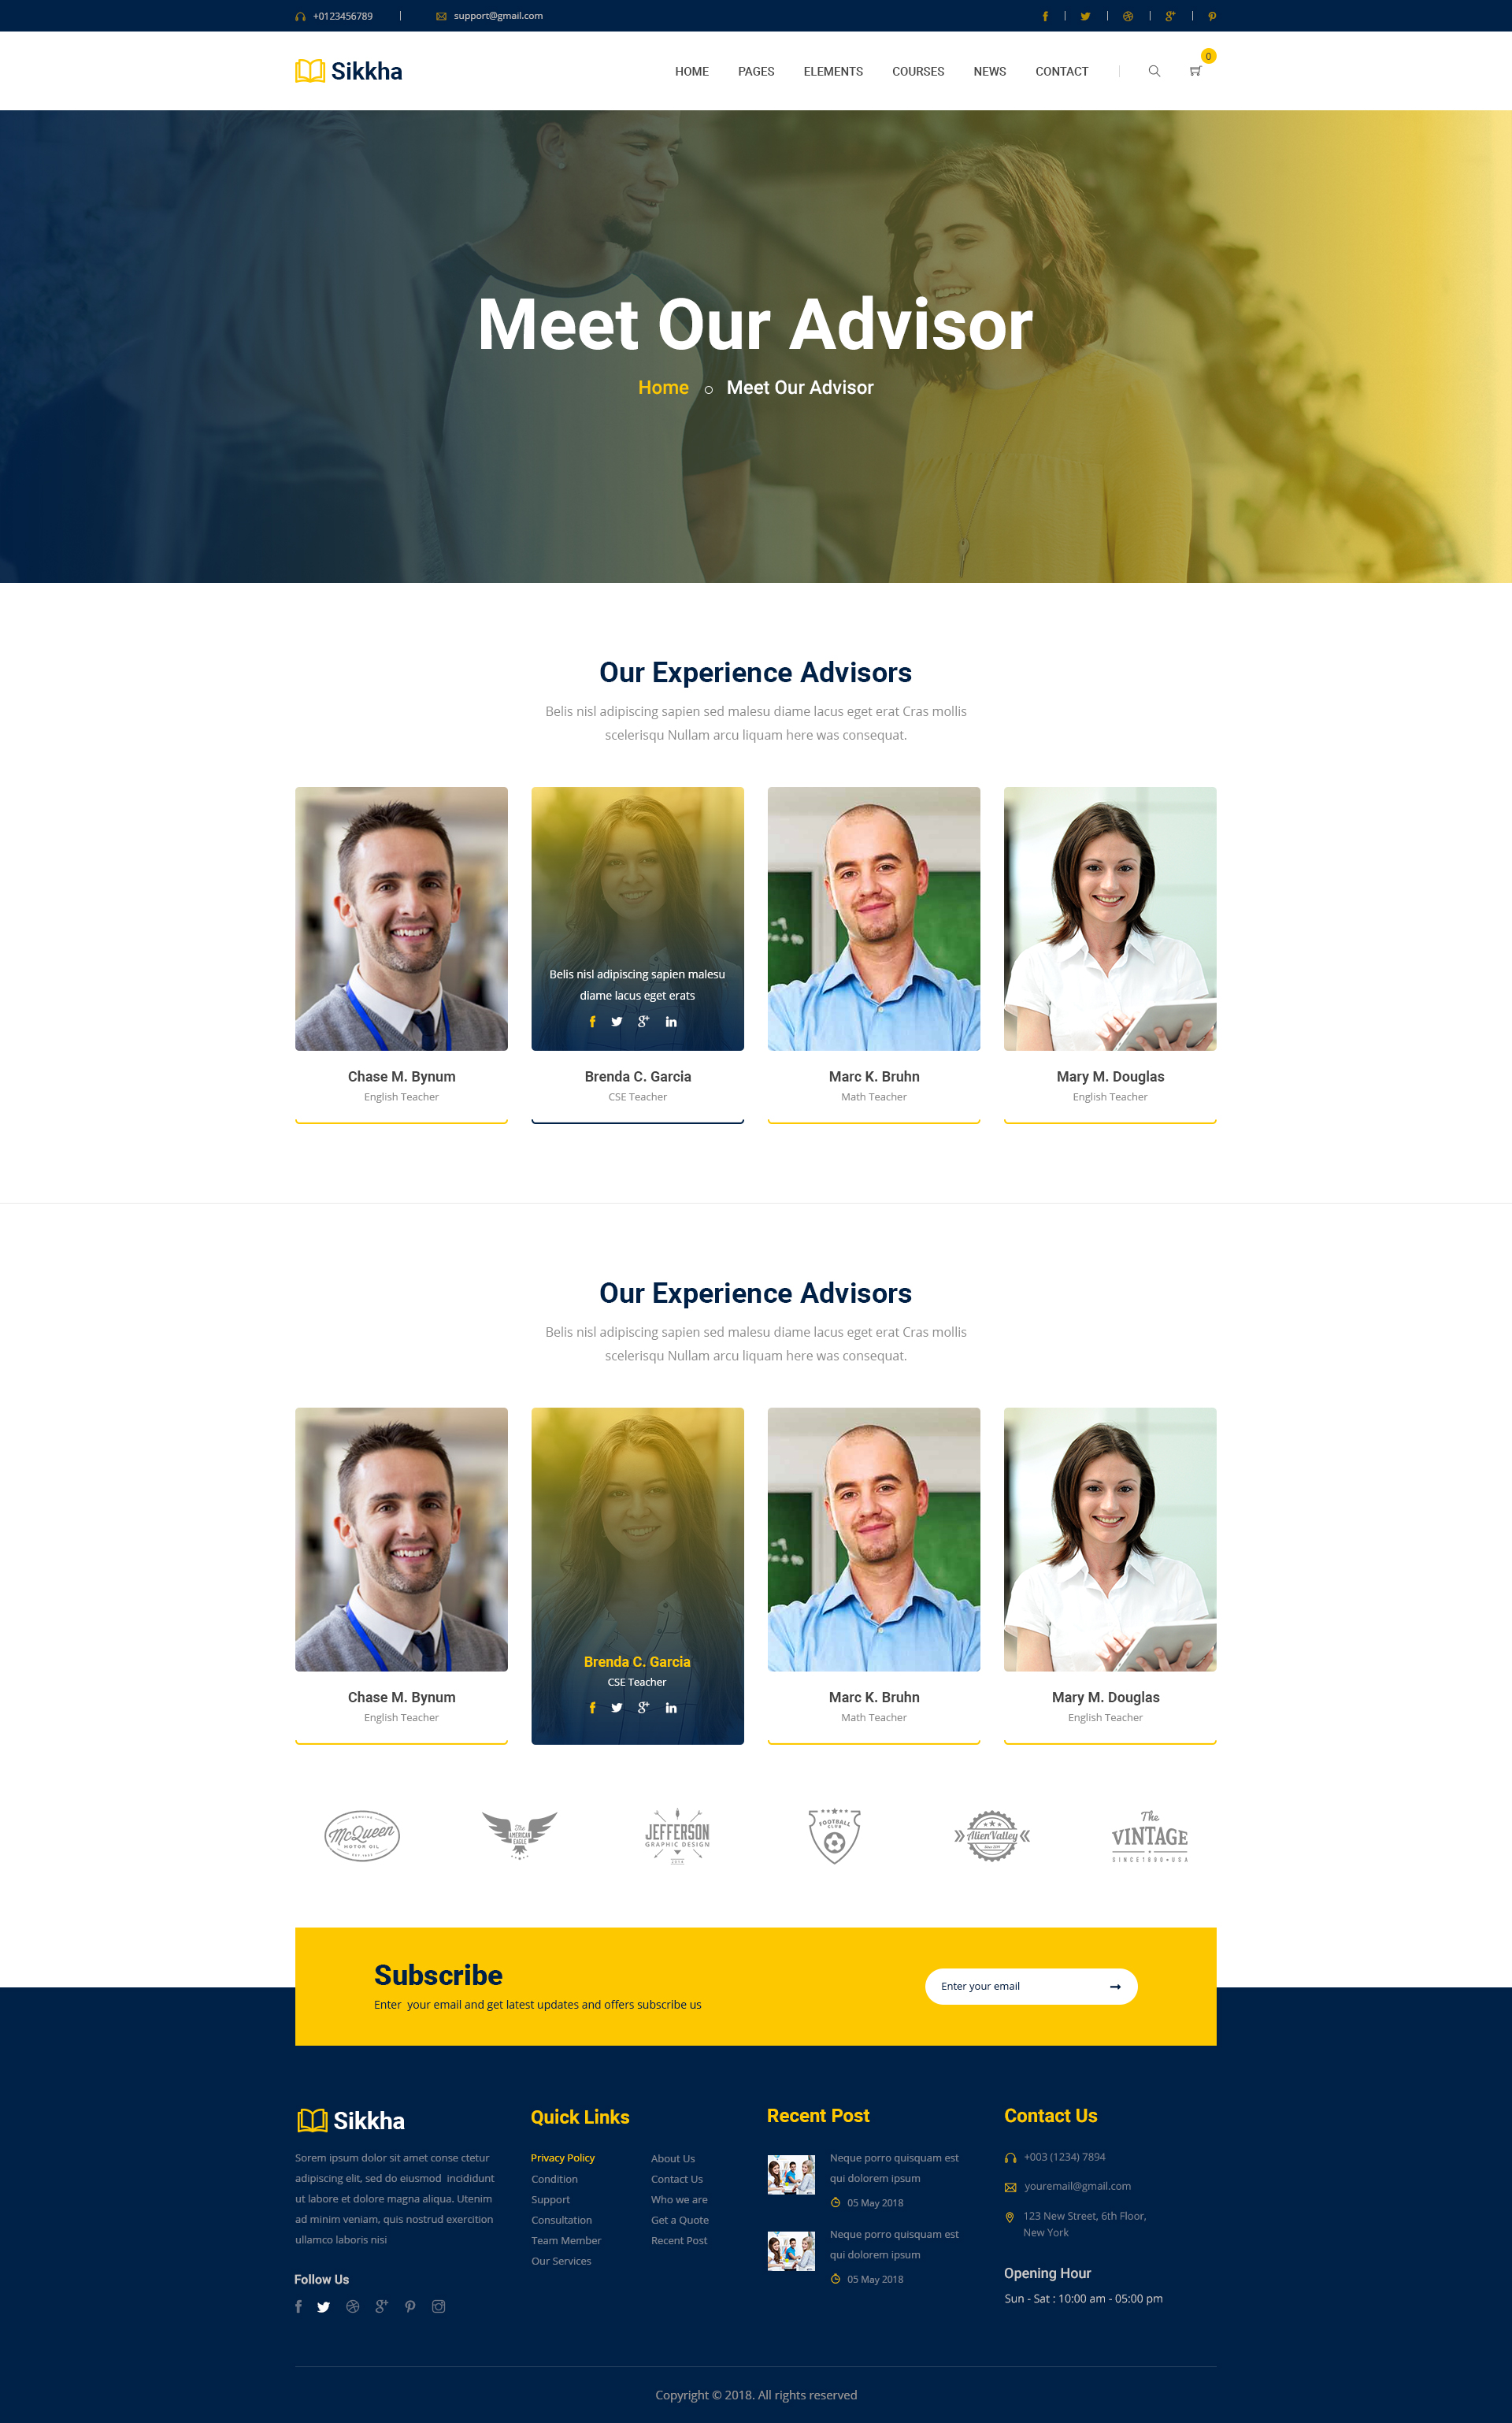 +0123456789
support@gmail.com
Sikkha
HOME
PAGES
ELEMENTS
COURSES
NEWS
CONTACT
0
Meet Our Advisor
Home
Meet Our Advisor
Our Experience Advisors
Belis nisl adipiscing sapien sed malesu diame lacus eget erat Cras mollis
scelerisqu Nullam arcu liquam here was consequat.
Belis nisl adipiscing sapien malesu
diame lacus eget erats
Chase M. Bynum
English Teacher
Brenda C. Garcia
CSE Teacher
Marc K. Bruhn
Math Teacher
Mary M. Douglas
English Teacher
Our Experience Advisors
Belis nisl adipiscing sapien sed malesu diame lacus eget erat Cras mollis
scelerisqu Nullam arcu liquam here was consequat.
Chase M. Bynum
English Teacher
Brenda C. Garcia
CSE Teacher
Marc K. Bruhn
Math Teacher
Mary M. Douglas
English Teacher
McQueen
MOTOR OIL
The
AMERICAN
EAGLE
JEFFERSON
GRAPHIC DESIGN
FOOTBALL
CLUB
AlienValley
The
VINTAGE
SINCE1890•USA
Subscribe
Enter your email and get latest updates and offers subscribe us
Enter your email
Sikkha
Sorem ipsum dolor sit amet conse ctetur
adipiscing elit, sed do eiusmod incididunt
ut labore et dolore magna aliqua. Utenim
ad minim veniam, quis nostrud exercition
ullamco laboris nisi
Follow Us
Quick Links
Privacy Policy
Condition
Support
Consultation
Team Member
Our Services
About Us
Contact Us
Who we are
Get a Quote
Recent Post
Recent Post
Neque porro quisquam est
qui dolorem ipsum
05 May 2018
Neque porro quisquam est
qui dolorem ipsum
05 May 2018
Contact Us
+003 (1234) 7894
youremail@gmail.com
123 New Street, 6th Floor,
New York
Opening Hour
Sun - Sat : 10:00 am - 05:00 pm
Copyright © 2018. All rights reserved